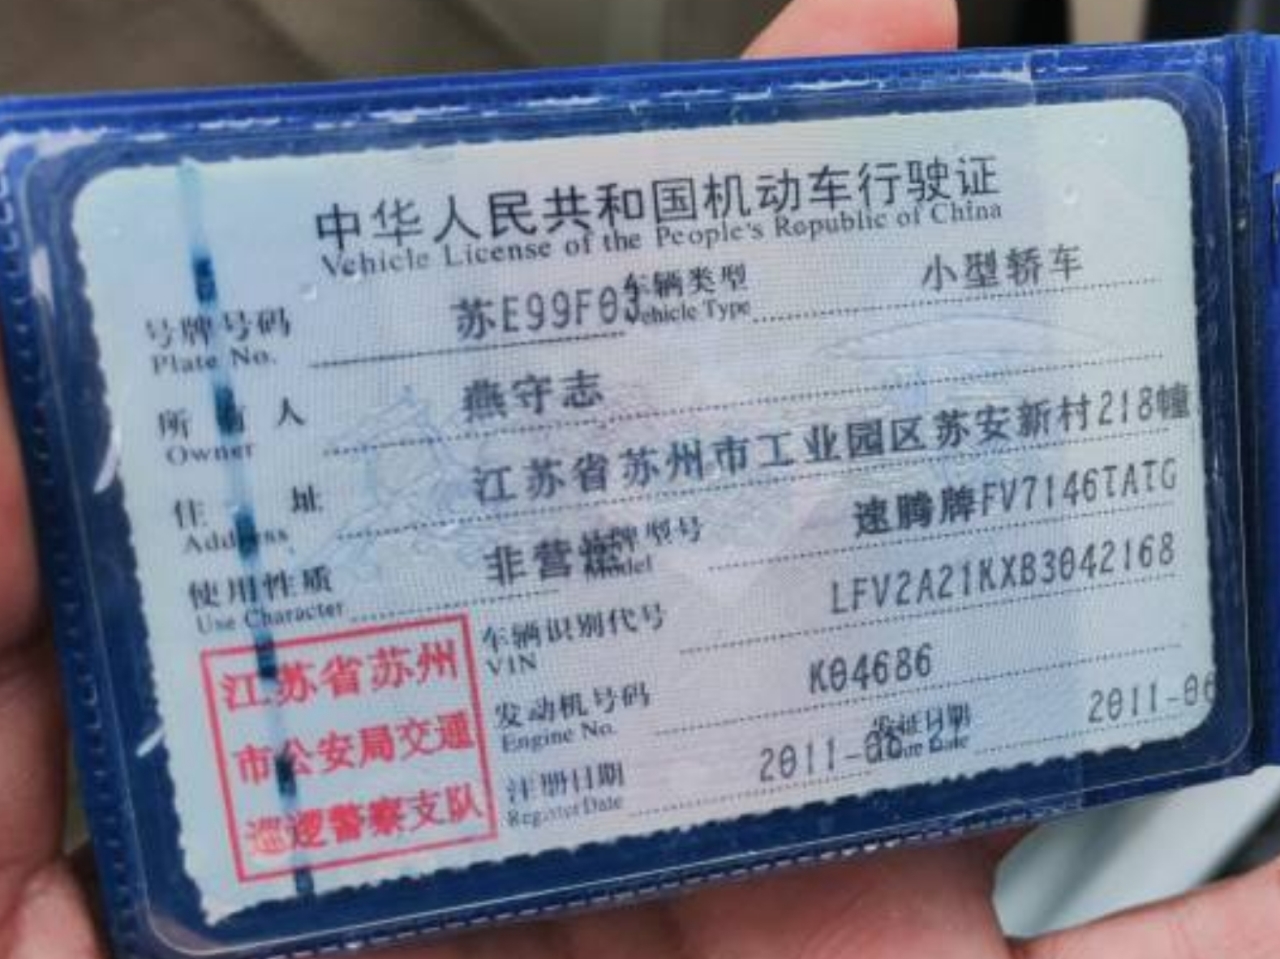 中华人民共和国机动车行驶证
Vehicle License of the People's Republic of China
号牌号码 苏E99F03 车辆类型 小型轿车
Plate No. Vehicle Type
所有人 燕守志
Owner
住址 江苏省苏州市工业园区苏安新村218幢
Address
使用性质 非营运 品牌型号 速腾牌FV7146TATG
Use Character Model
车辆识别代号 LFV2A21KXB3042168
VIN
发动机号码 K04686
Engine No.
注册日期 2011-06 发证日期 2011-06
Register Date Issue Date
江苏省苏州
市公安局交通
巡逻警察支队